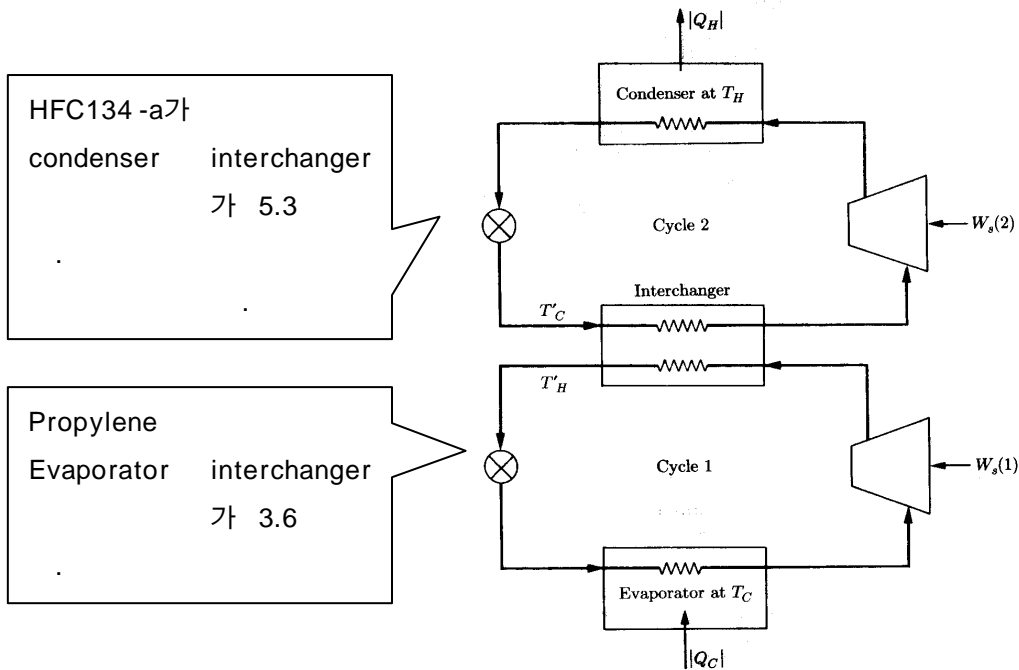 HFC134 -a가
condenser interchanger
가 5.3
.
.
Propylene
Evaporator interchanger
가 3.6
.
|Q_H|
Condenser at T_H
Cycle 2
W_s(2)
Interchanger
T'_C
T'_H
Cycle 1
W_s(1)
Evaporator at T_C
|Q_C|